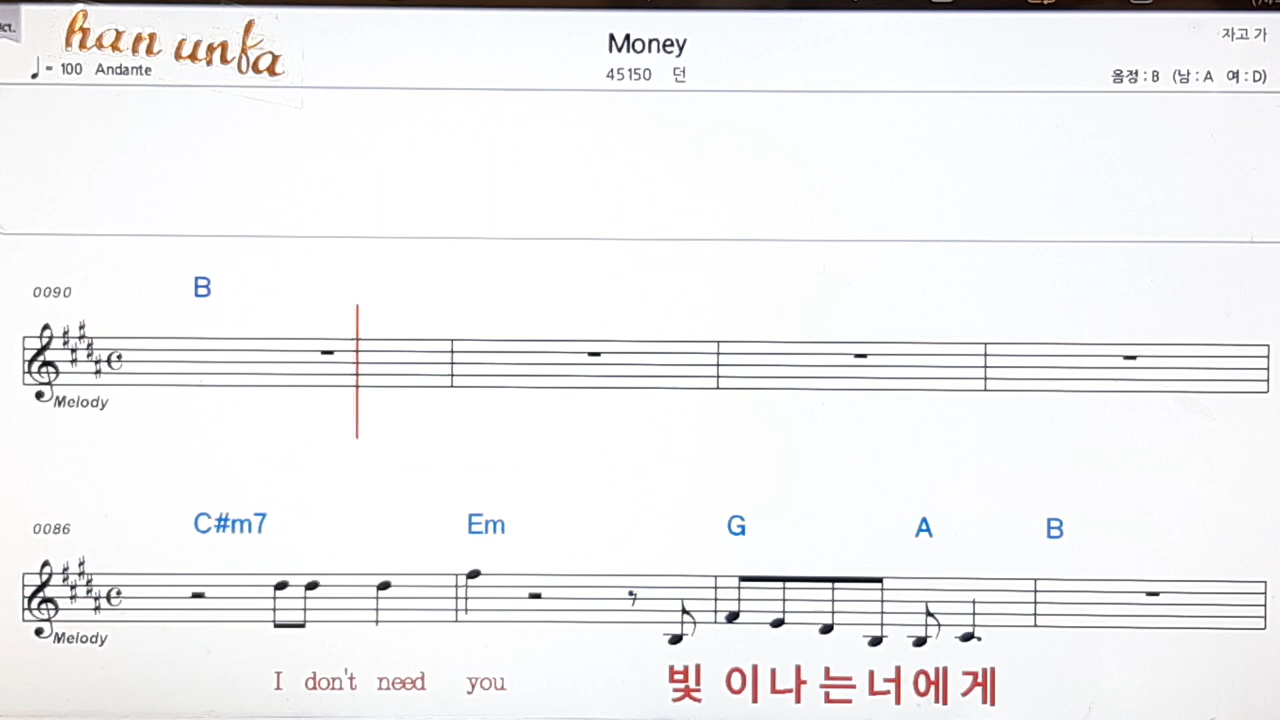 han unfa
Money
자고 가
= 100 Andante
45150 던
음정 : B (남 : A 여 : D)
0090
B
Melody
0086
C#m7 Em G A B
Melody
I don't need you 빛 이 나 는 너 에 게